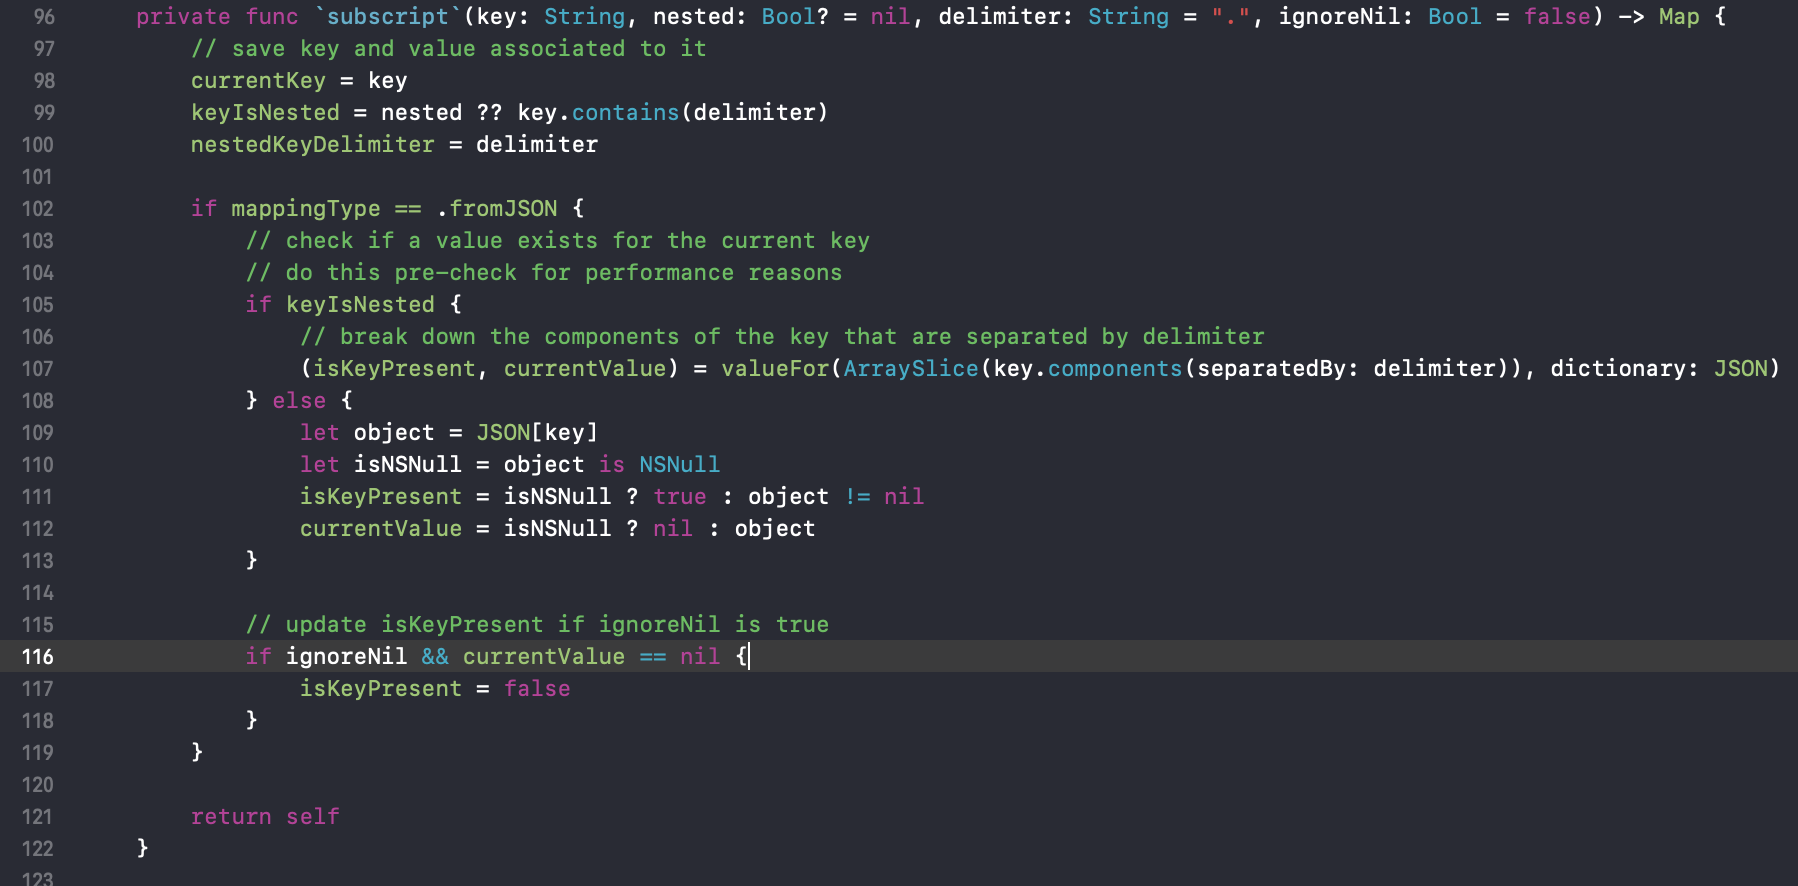 96 private func `subscript`(key: String, nested: Bool? = nil, delimiter: String = ".", ignoreNil: Bool = false) -> Map {
97 // save key and value associated to it
98 currentKey = key
99 keyIsNested = nested ?? key.contains(delimiter)
100 nestedKeyDelimiter = delimiter
101
102 if mappingType == .fromJSON {
103 // check if a value exists for the current key
104 // do this pre-check for performance reasons
105 if keyIsNested {
106 // break down the components of the key that are separated by delimiter
107 (isKeyPresent, currentValue) = valueFor(ArraySlice(key.components(separatedBy: delimiter)), dictionary: JSON)
108 } else {
109 let object = JSON[key]
110 let isNSNull = object is NSNull
111 isKeyPresent = isNSNull ? true : object != nil
112 currentValue = isNSNull ? nil : object
113 }
114
115 // update isKeyPresent if ignoreNil is true
116 if ignoreNil && currentValue == nil {
117 isKeyPresent = false
118 }
119 }
120
121 return self
122 }
123